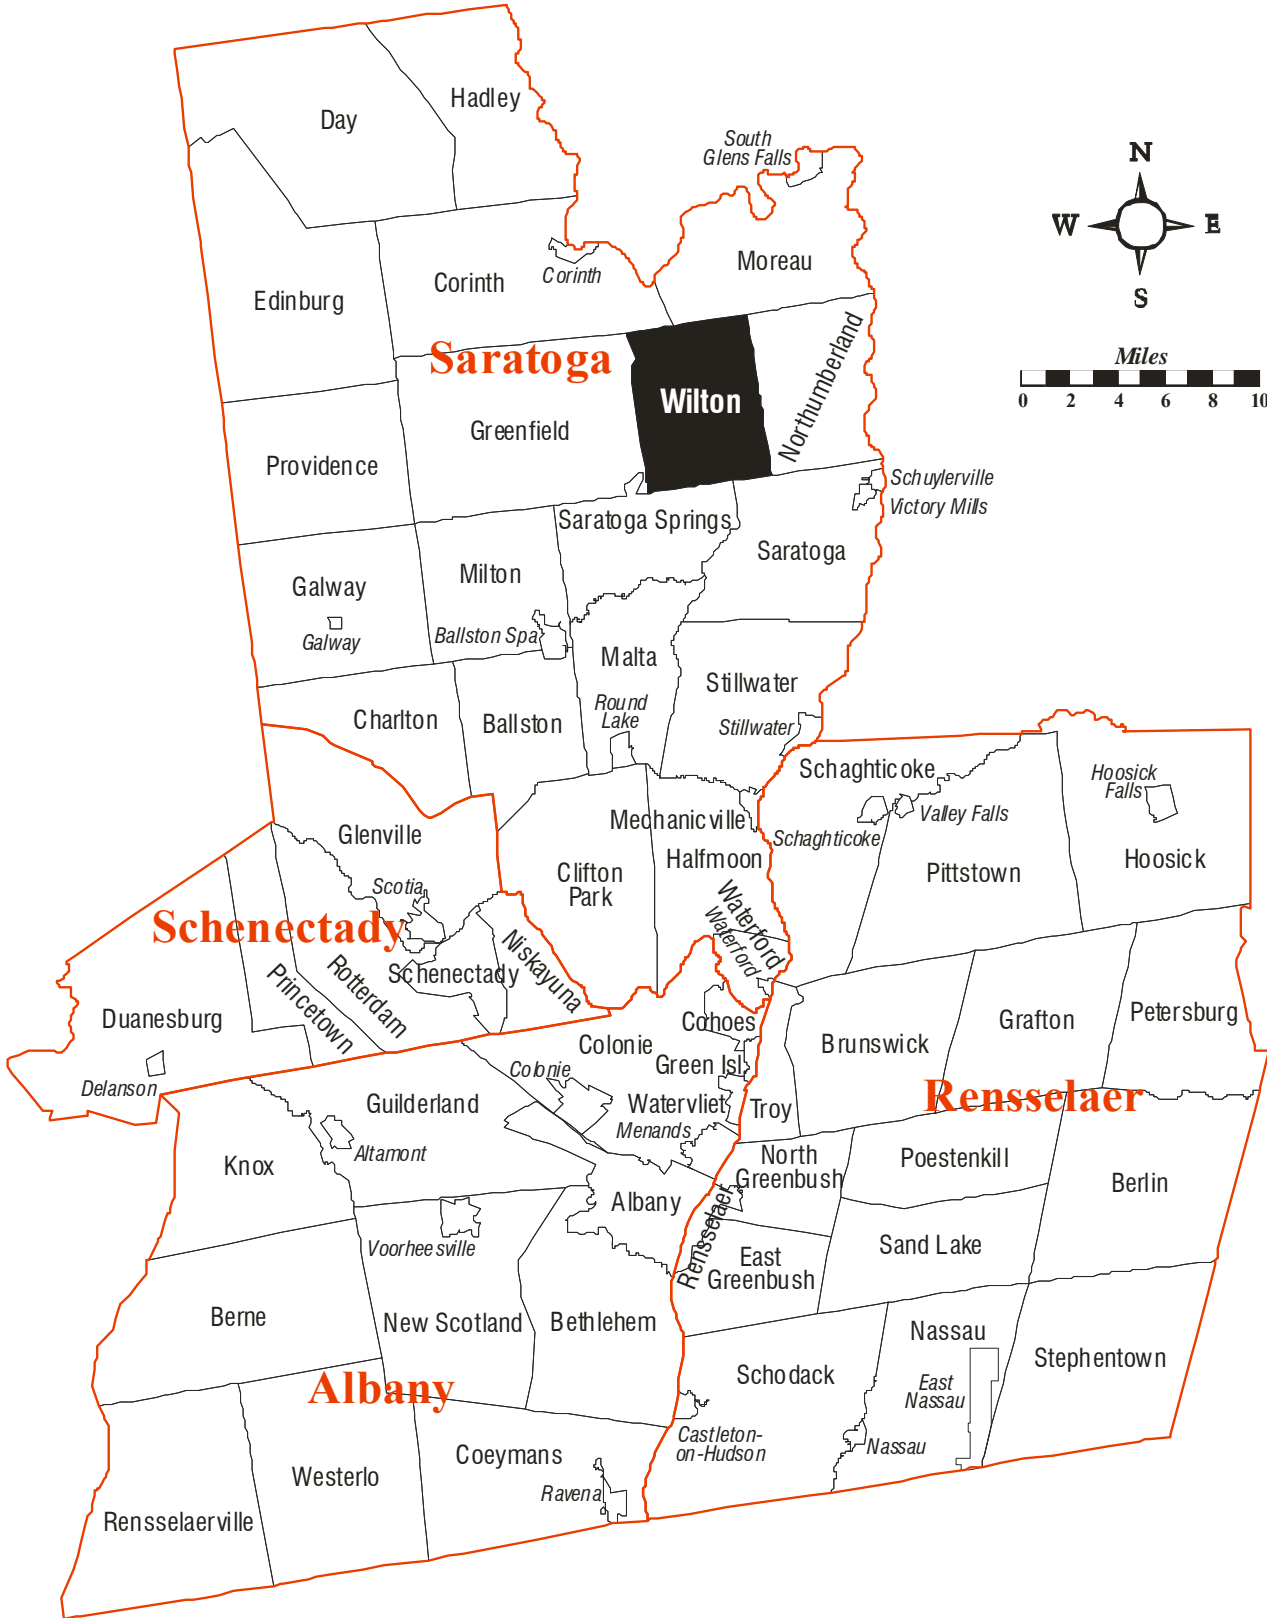 Hadley
Day
South
Glens Falls
N
W
E
S
Moreau
Corinth
Corinth
Edinburg
Northumberland
Saratoga
Miles
0 2 4 6 8 10
Wilton
Greenfield
Providence
Schuylerville
Victory Mills
Saratoga Springs
Saratoga
Milton
Galway
Galway
Ballston Spa
Malta
Stillwater
Round
Lake
Charlton
Ballston
Stillwater
Schaghticoke
Hoosick
Falls
Mechanicville
Valley Falls
Schaghticoke
Glenville
Halfmoon
Hoosick
Clifton
Park
Pittstown
Scotia
Waterford
Waterford
Schenectady
Niskayuna
Schenectady
Rotterdam
Princetown
Duanesburg
Cohoes
Grafton
Petersburg
Colonie
Brunswick
Green Isl.
Colonie
Delanson
Rensselaer
Guilderland
Watervliet
Troy
Menands
Altamont
North
Greenbush
Poestenkill
Knox
Berlin
Albany
Rensselaer
Voorheesville
Sand Lake
East
Greenbush
Berne
New Scotland
Bethlehem
Nassau
Stephentown
Schodack
Albany
East
Nassau
Castleton-
on-Hudson
Nassau
Coeymans
Westerlo
Ravena
Rensselaerville